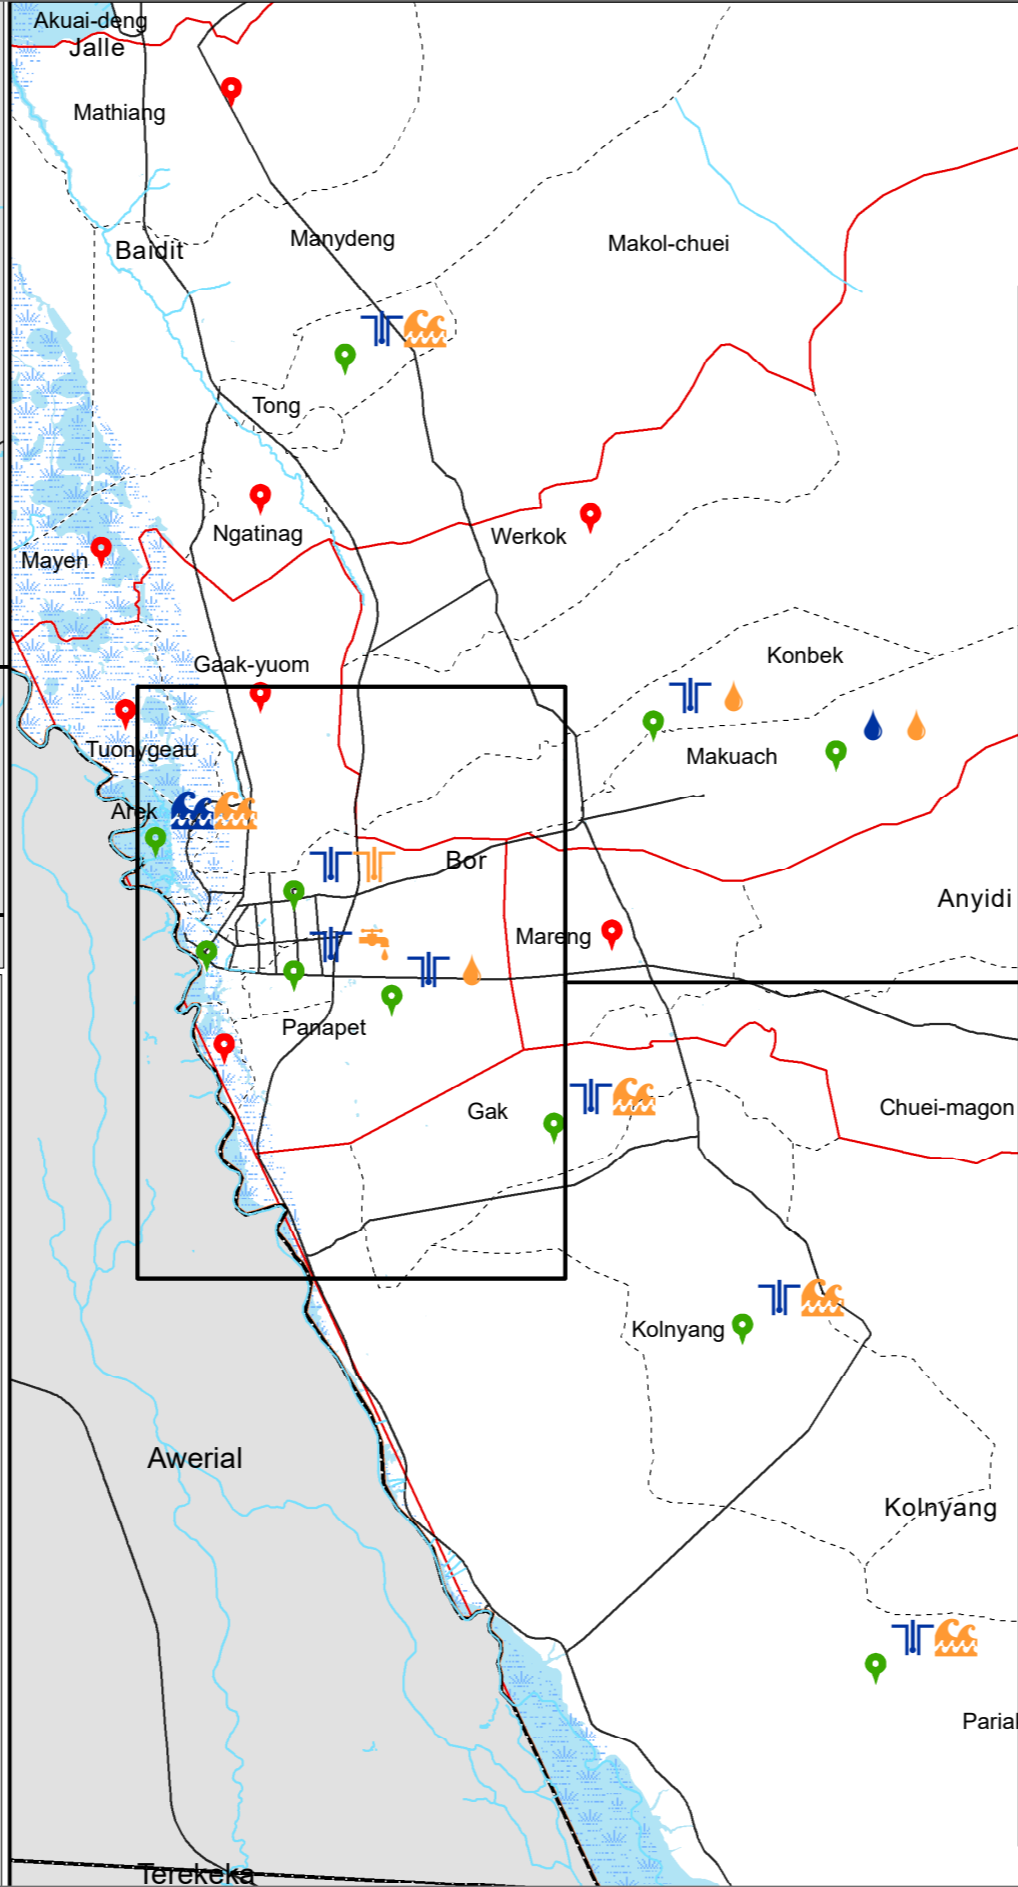 Akuai-deng
Jalle
Mathiang
Manydeng
Makol-chuei
Baidit
Tong
Ngatinag
Werkok
Mayen
Gaak-yuom
Konbek
Tuonygeau
Makuach
Arek
Bor
Anyidi
Mareng
Panapet
Gak
Chuei-magon
Kolnyang
Awerial
Kolnyang
Pariak
Terekeka